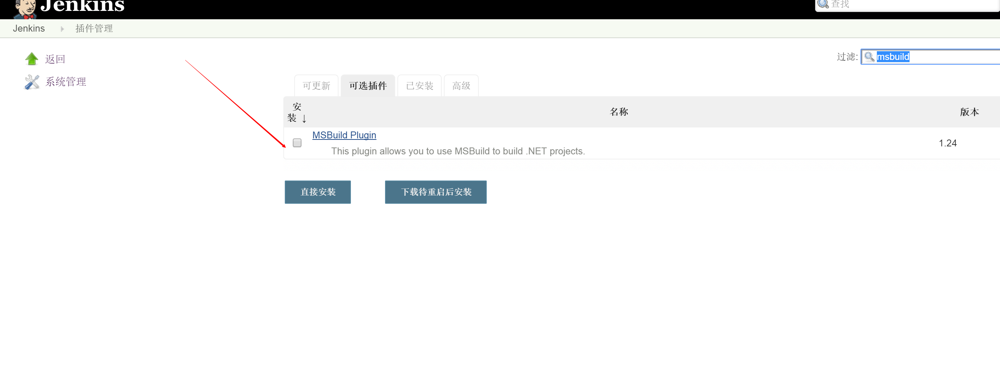 Jenkins
查找
Jenkins
插件管理
返回
系统管理
过滤:
msbuild
可更新
可选插件
已安装
高级
安
装 ↓
名称
版本
MSBuild Plugin
This plugin allows you to use MSBuild to build .NET projects.
1.24
直接安装
下载待重启后安装